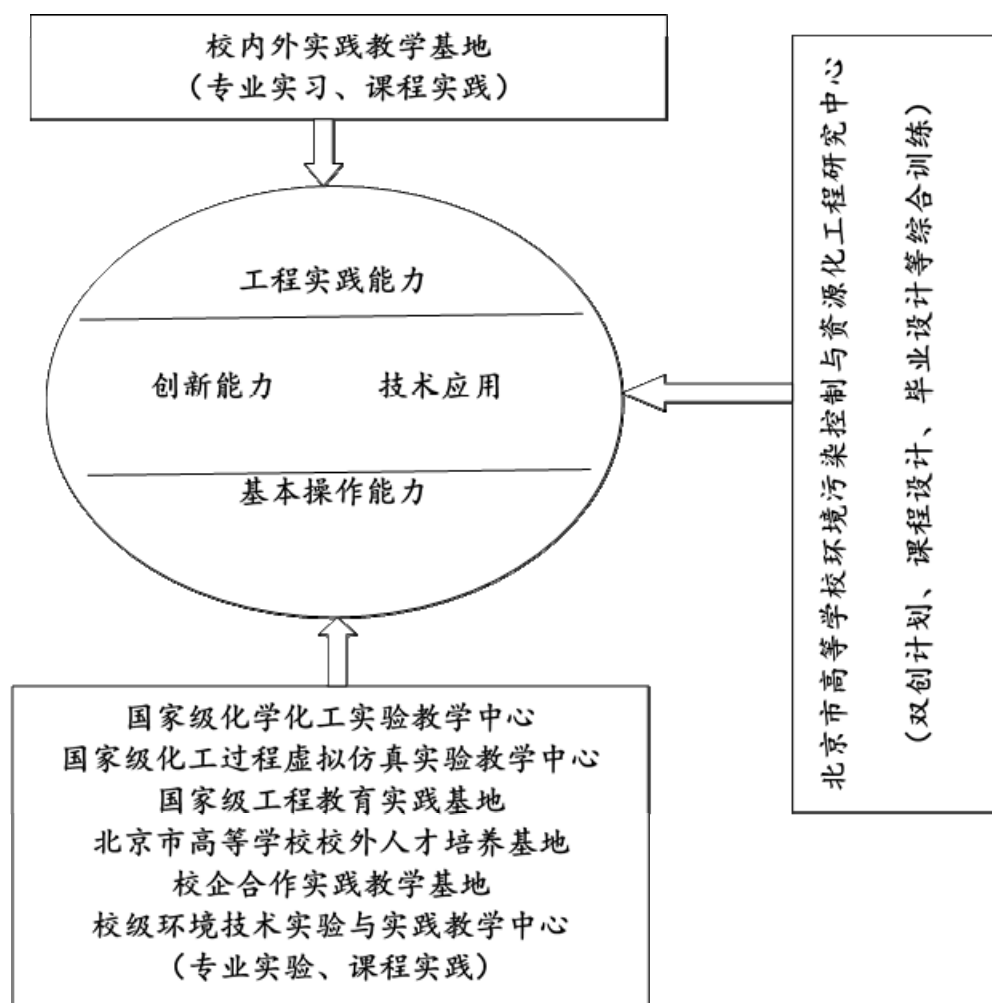 校内外实践教学基地
（专业实习、课程实践）
工程实践能力
创新能力 技术应用
基本操作能力
国家级化学化工实验教学中心
国家级化工过程虚拟仿真实验教学中心
国家级工程教育实践基地
北京市高等学校校外人才培养基地
校企合作实践教学基地
校级环境技术实验与实践教学中心
（专业实验、课程实践）
北京市高等学校环境污染控制与资源化工程研究中心
（双创计划、课程设计、毕业设计等综合训练）